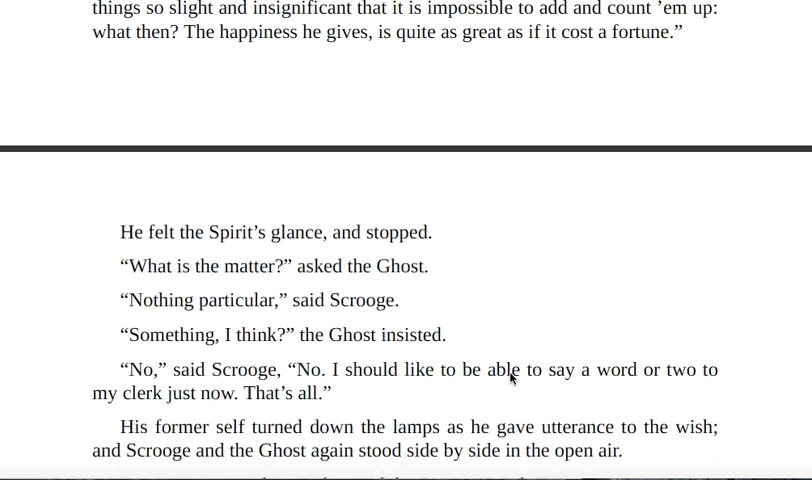 things so slight and insignificant that it is impossible to add and count ’em up:
what then? The happiness he gives, is quite as great as if it cost a fortune.”
He felt the Spirit’s glance, and stopped.
“What is the matter?” asked the Ghost.
“Nothing particular,” said Scrooge.
“Something, I think?” the Ghost insisted.
“No,” said Scrooge, “No. I should like to be able to say a word or two to
my clerk just now. That’s all.”
His former self turned down the lamps as he gave utterance to the wish;
and Scrooge and the Ghost again stood side by side in the open air.